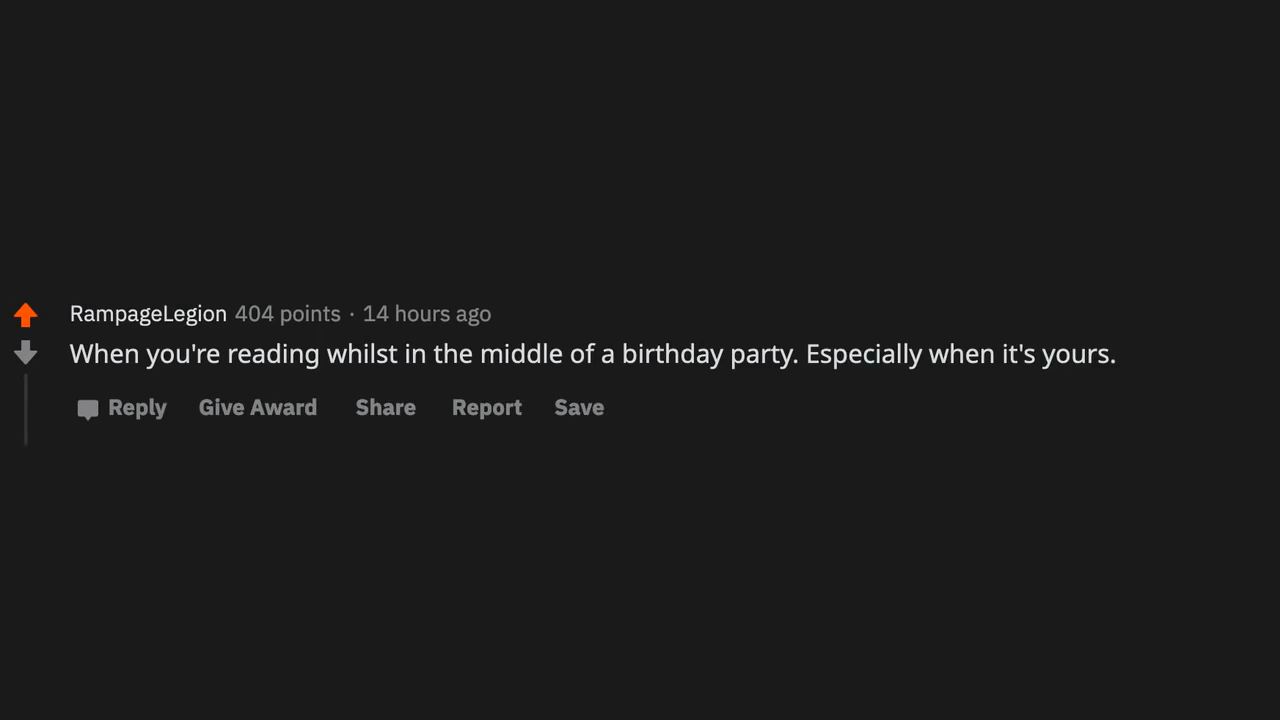 RampageLegion 404 points · 14 hours ago
When you're reading whilst in the middle of a birthday party. Especially when it's yours.
Reply Give Award Share Report Save